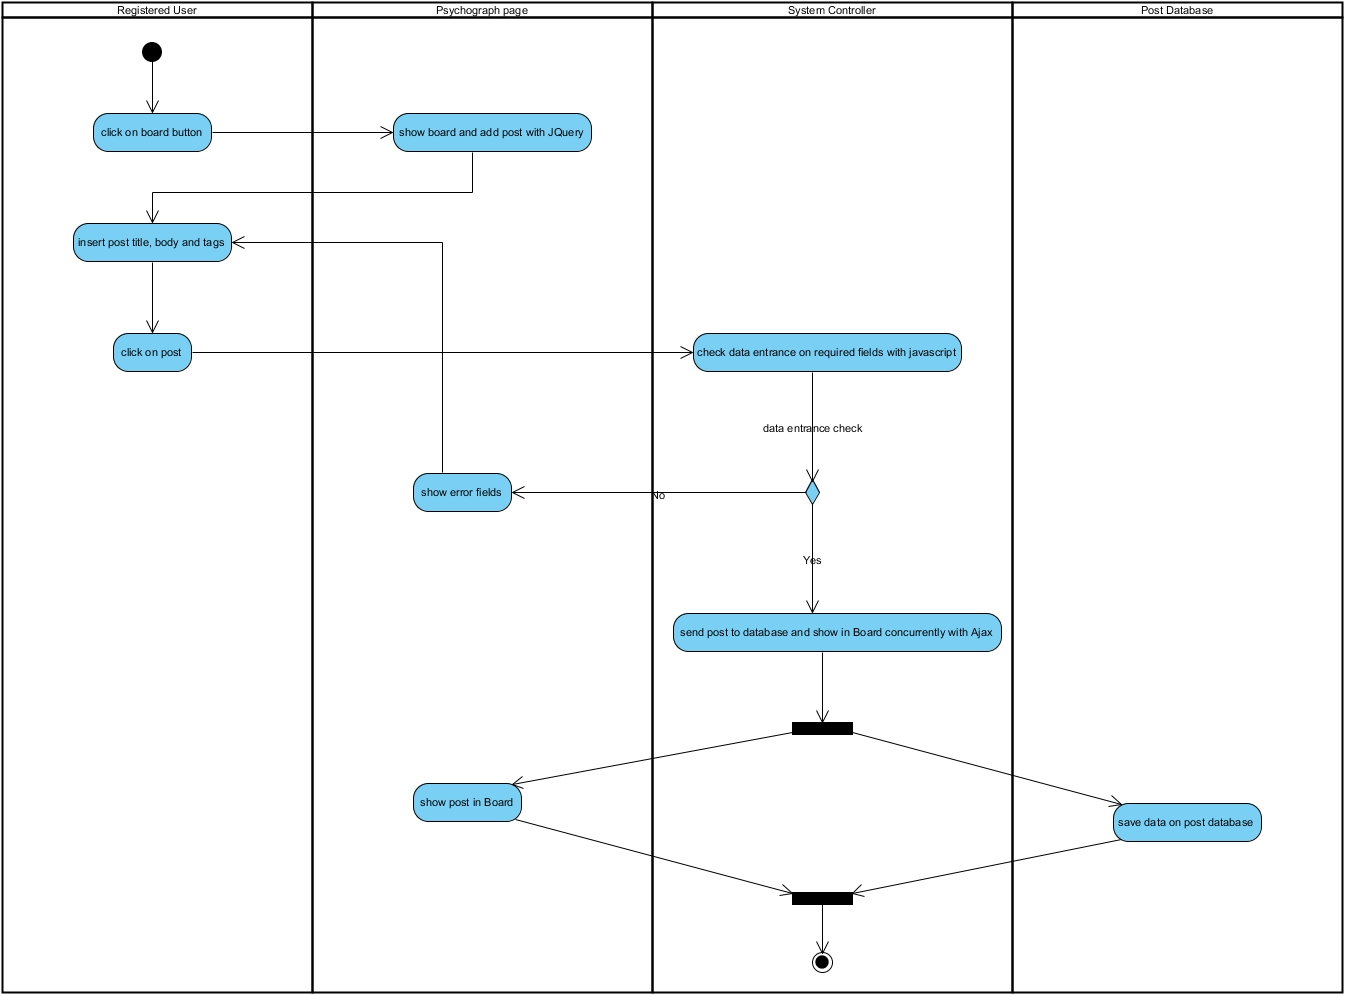 Registered User
Psychograph page
System Controller
Post Database
click on board button
show board and add post with JQuery
insert post title, body and tags
click on post
check data entrance on required fields with javascript
data entrance check
show error fields
No
Yes
send post to database and show in Board concurrently with Ajax
show post in Board
save data on post database